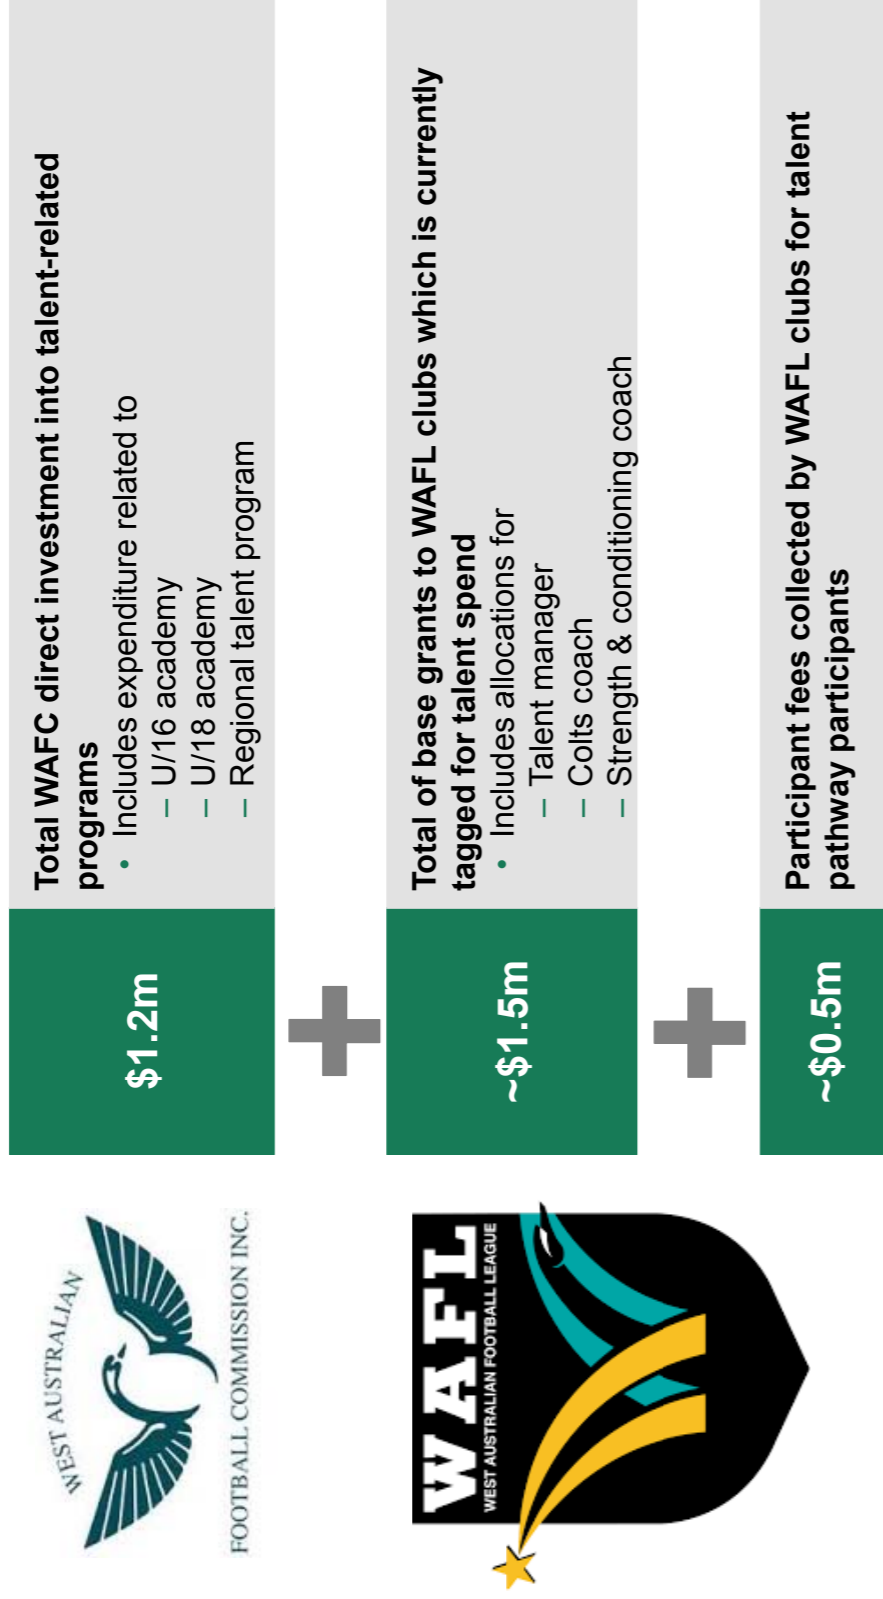 WEST AUSTRALIAN
FOOTBALL COMMISSION INC.
$1.2m
Total WAFC direct investment into talent-related
programs
• Includes expenditure related to
– U/16 academy
– U/18 academy
– Regional talent program
WAFL
WEST AUSTRALIAN FOOTBALL LEAGUE
~$1.5m
Total of base grants to WAFL clubs which is currently
tagged for talent spend
• Includes allocations for
– Talent manager
– Colts coach
– Strength & conditioning coach
~$0.5m
Participant fees collected by WAFL clubs for talent
pathway participants